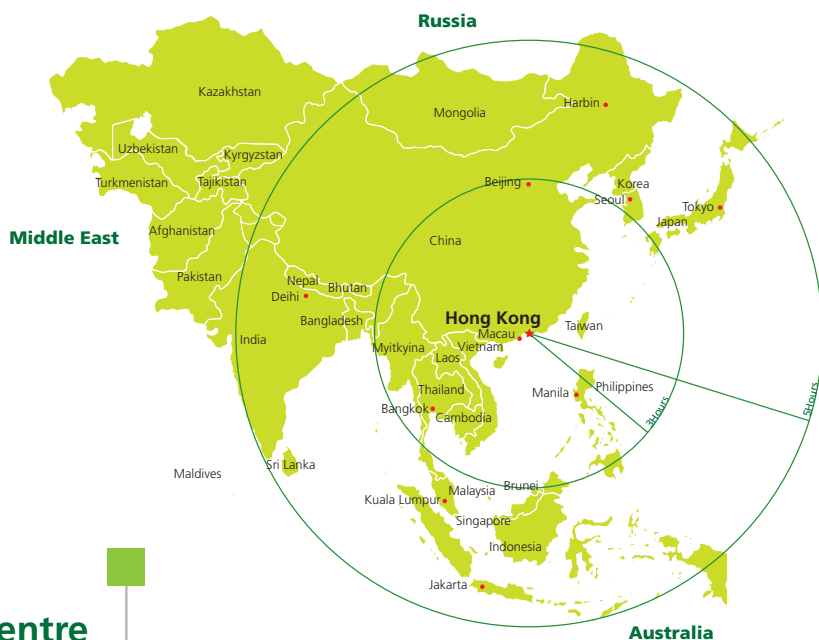 Russia
Kazakhstan
Mongolia
Harbin
Uzbekistan
Kyrgyzstan
Turkmenistan
Tajikistan
Beijing
Korea
Seoul
Tokyo
Japan
Middle East
Afghanistan
China
Pakistan
Nepal
Bhutan
Deihi
Bangladesh
Hong Kong
Macau
Taiwan
India
Myitkyina
Vietnam
Laos
Thailand
Manila
Philippines
Bangkok
Cambodia
3Hours
5Hours
Maldives
Sri Lanka
Kuala Lumpur
Malaysia
Brunei
Singapore
Indonesia
Jakarta
entre
Australia